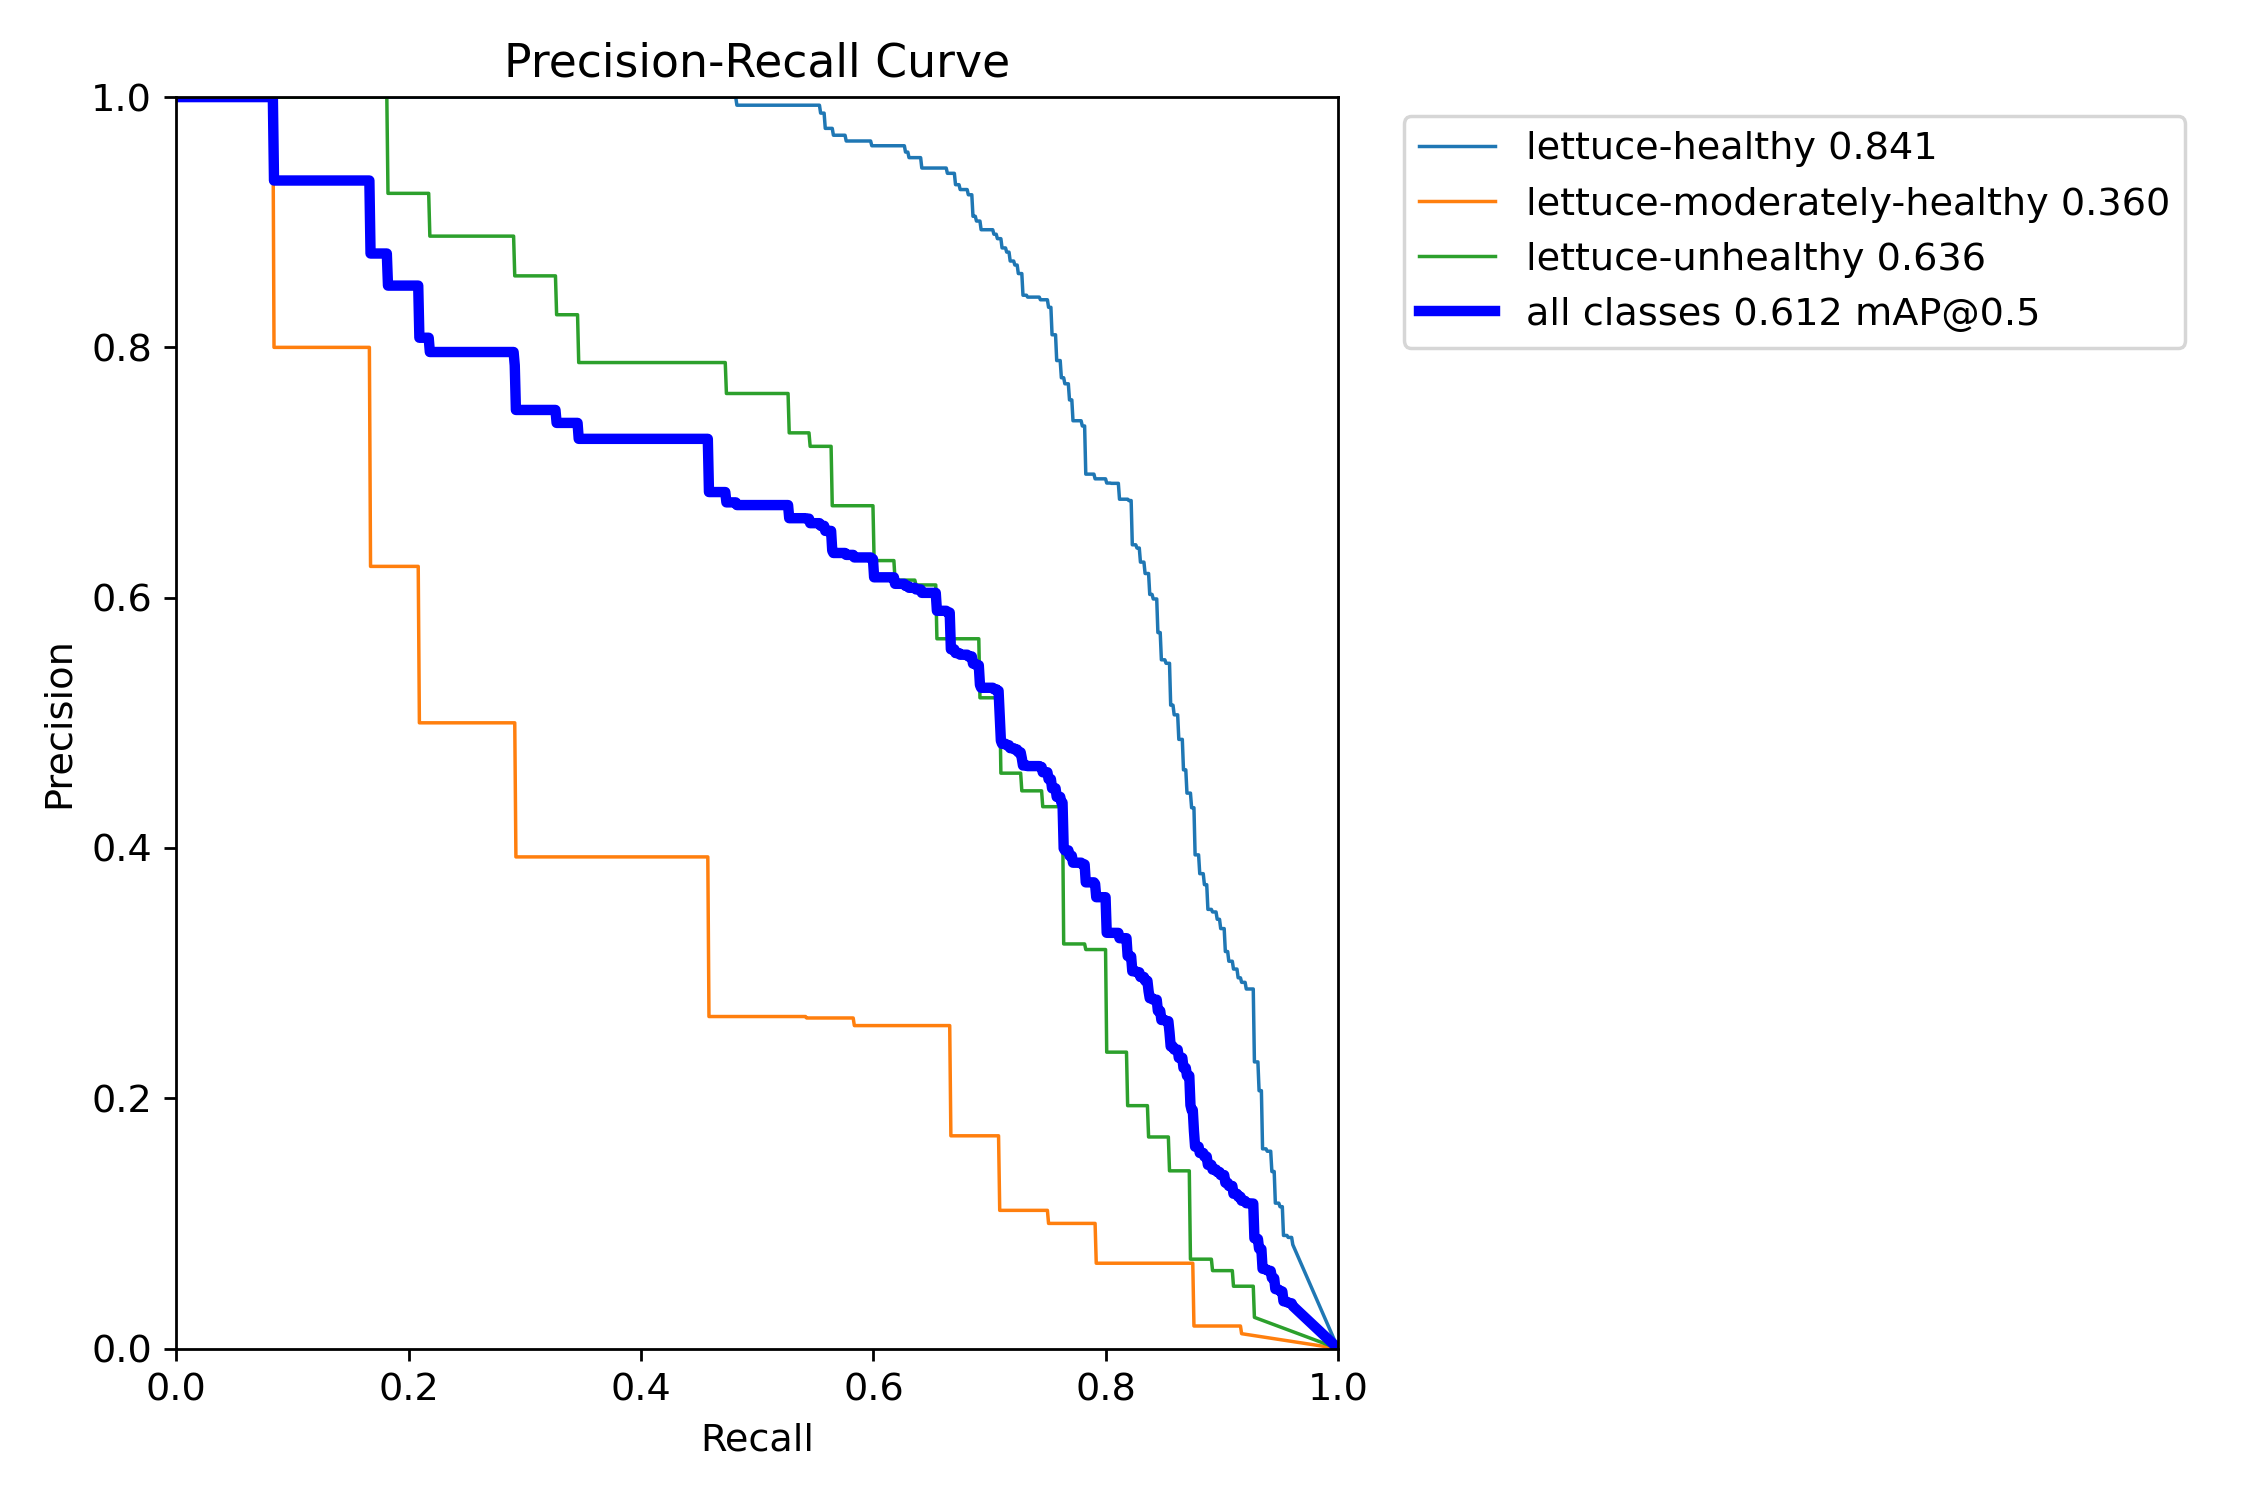 Precision-Recall Curve
1.0
0.8
0.6
0.4
0.2
0.0
Precision
0.0 0.2 0.4 0.6 0.8 1.0
Recall
lettuce-healthy 0.841
lettuce-moderately-healthy 0.360
lettuce-unhealthy 0.636
all classes 0.612 mAP@0.5